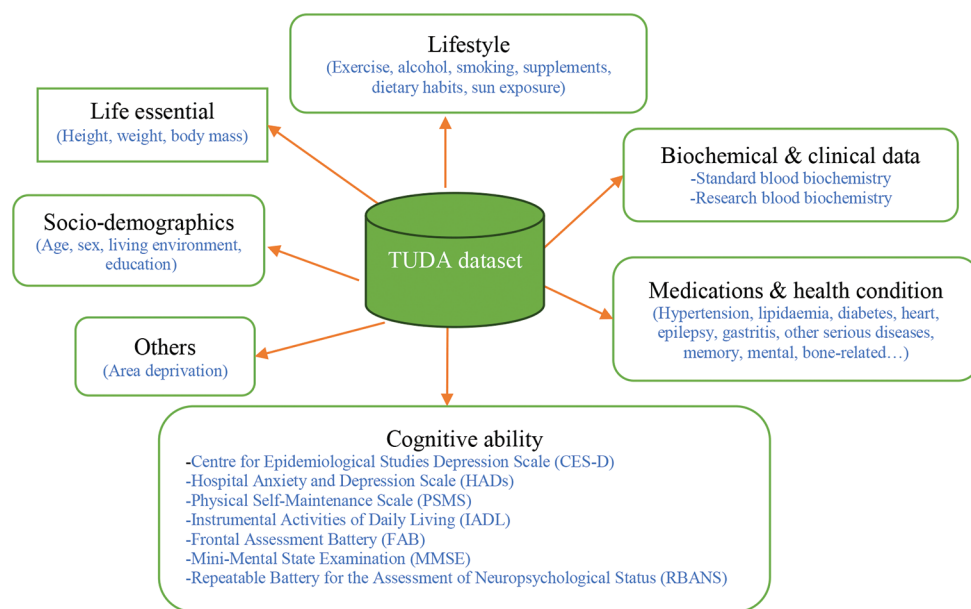 Lifestyle
(Exercise, alcohol, smoking, supplements,
dietary habits, sun exposure)
Life essential
(Height, weight, body mass)
Biochemical & clinical data
-Standard blood biochemistry
-Research blood biochemistry
Socio-demographics
(Age, sex, living environment,
education)
TUDA dataset
Medications & health condition
(Hypertension, lipidaemia, diabetes, heart,
epilepsy, gastritis, other serious diseases,
memory, mental, bone-related…)
Others
(Area deprivation)
Cognitive ability
-Centre for Epidemiological Studies Depression Scale (CES-D)
-Hospital Anxiety and Depression Scale (HADs)
-Physical Self-Maintenance Scale (PSMS)
-Instrumental Activities of Daily Living (IADL)
-Frontal Assessment Battery (FAB)
-Mini-Mental State Examination (MMSE)
-Repeatable Battery for the Assessment of Neuropsychological Status (RBANS)